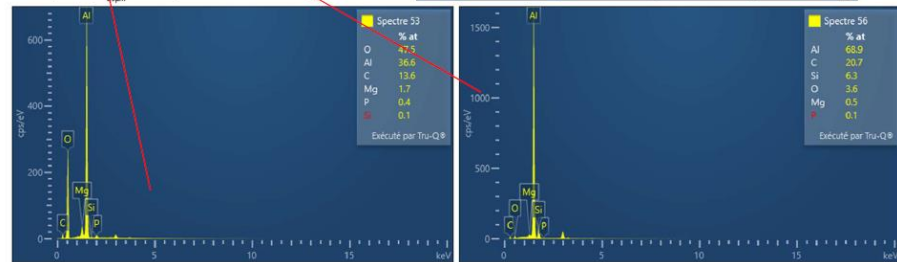 Al
600
400
200
0
cps/eV
O
Mg
Si
C
P
0
5
10
15
keV
Spectre 53
% at
O 47.5
Al 36.6
C 13.6
Mg 1.7
P 0.4
Si 0.1
Exécuté par Tru-Q®
Al
1500
1000
500
0
cps/eV
O
Mg
Si
C
P
0
5
10
15
keV
Spectre 56
% at
Al 68.9
C 20.7
Si 6.3
O 3.6
Mg 0.5
P 0.1
Exécuté par Tru-Q®